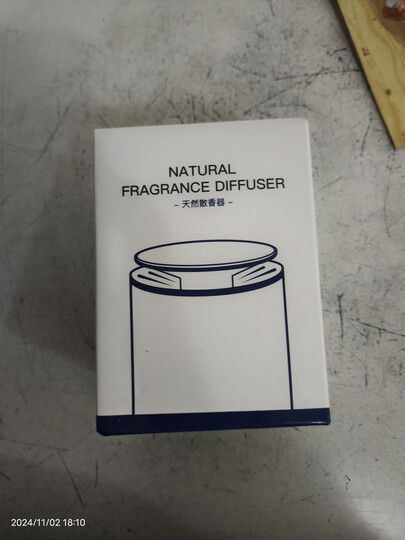 NATURAL
FRAGRANCE DIFFUSER
- 天然散香器 -
2024/11/02 18:10